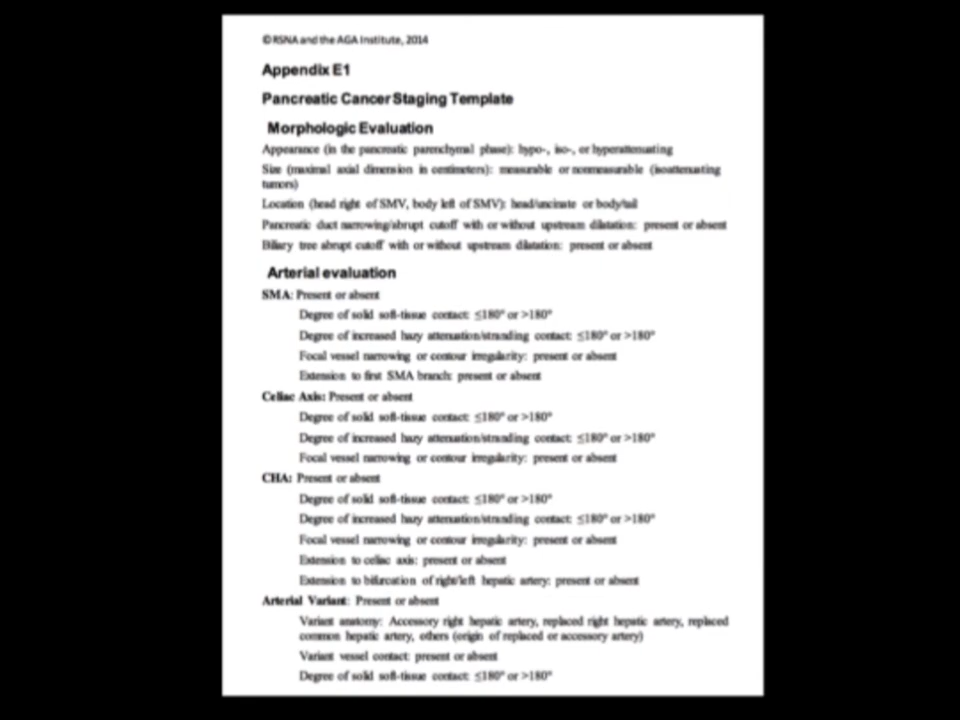 ©RSNA and the AGA Institute, 2014
Appendix E1
Pancreatic Cancer Staging Template
Morphologic Evaluation
Appearance (in the pancreatic parenchymal phase): hypo-, iso-, or hyperattenuating
Size (maximal axial dimension in centimeters): measurable or nonmeasurable (isoattenuating
tumors)
Location (head right of SMV, body left of SMV): head/uncinate or body/tail
Pancreatic duct narrowing/abrupt cutoff with or without upstream dilatation: present or absent
Biliary tree abrupt cutoff with or without upstream dilatation: present or absent
Arterial evaluation
SMA: Present or absent
Degree of solid soft-tissue contact: ≤180° or >180°
Degree of increased hazy attenuation/stranding contact: ≤180° or >180°
Focal vessel narrowing or contour irregularity: present or absent
Extension to first SMA branch: present or absent
Celiac Axis: Present or absent
Degree of solid soft-tissue contact: ≤180° or >180°
Degree of increased hazy attenuation/stranding contact: ≤180° or >180°
Focal vessel narrowing or contour irregularity: present or absent
CHA: Present or absent
Degree of solid soft-tissue contact: ≤180° or >180°
Degree of increased hazy attenuation/stranding contact: ≤180° or >180°
Focal vessel narrowing or contour irregularity: present or absent
Extension to celiac axis: present or absent
Extension to bifurcation of right/left hepatic artery: present or absent
Arterial Variant: Present or absent
Variant anatomy: Accessory right hepatic artery, replaced right hepatic artery, replaced
common hepatic artery, others (origin of replaced or accessory artery)
Variant vessel contact: present or absent
Degree of solid soft-tissue contact: ≤180° or >180°